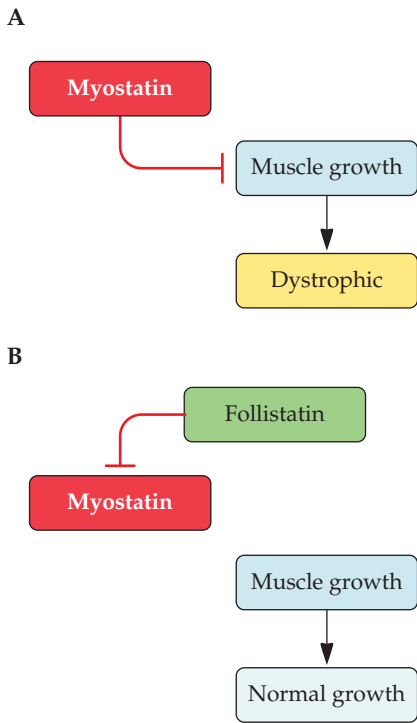 A
Myostatin
Muscle growth
Dystrophic
B
Follistatin
Myostatin
Muscle growth
Normal growth